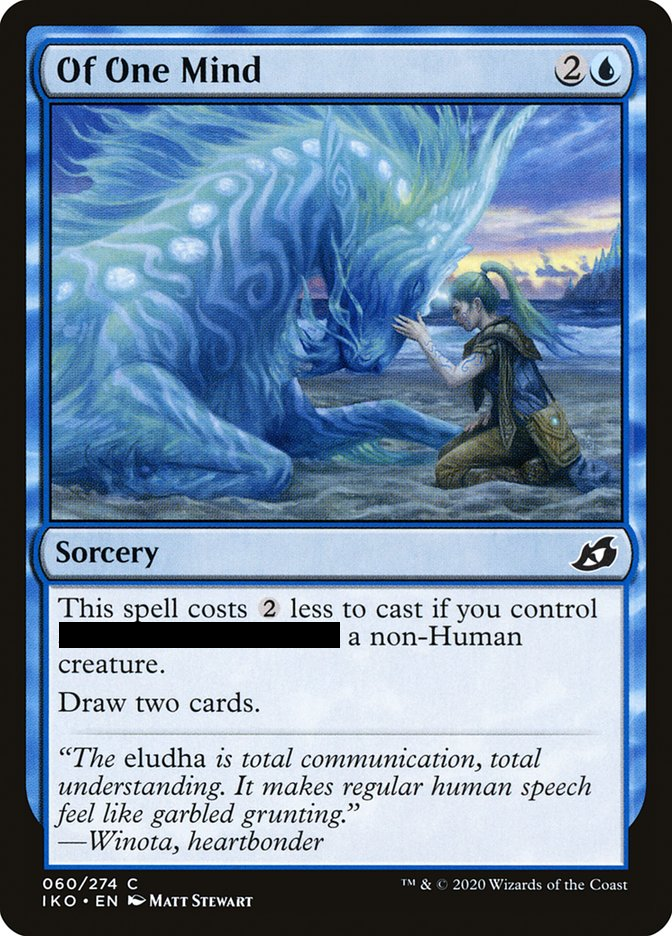 Of One Mind 2
Sorcery
This spell costs 2 less to cast if you control
a non-Human
creature.
Draw two cards.
“The eludha is total communication, total
understanding. It makes regular human speech
feel like garbled grunting.”
—Winota, heartbonder
060/274 C
™ & © 2020 Wizards of the Coast
IKO • EN Matt Stewart